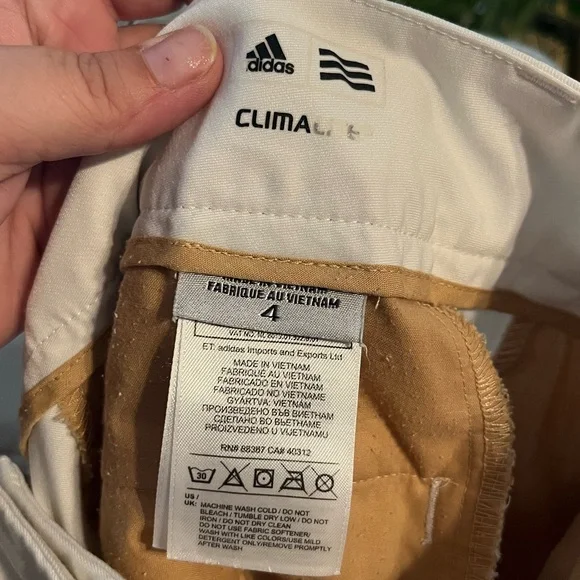 adidas
CLIMA
FABRIQUÉ AU VIETNAM
4
ET: adidas Imports and Exports Ltd
MADE IN VIETNAM
FABRIQUÉ AU VIETNAM
FABRICADO EN VIETNAM
FABRICADO NO VIETNAME
GYÁRTVA: VIETNAM
ПРОИЗВЕДЕНО ВЪВ ВИЕТНАМ
СДЕЛАНО ВО ВЬЕТНАМЕ
PROIZVEDENO U VIJETNAMU
RN# 88387 CA# 40312
30
US /
UK: MACHINE WASH COLD / DO NOT
BLEACH / TUMBLE DRY LOW / DO NOT
IRON / DO NOT DRY CLEAN
DO NOT USE FABRIC SOFTENER/
WASH WITH LIKE COLORS/USE MILD
DETERGENT ONLY/REMOVE PROMPTLY
AFTER WASH